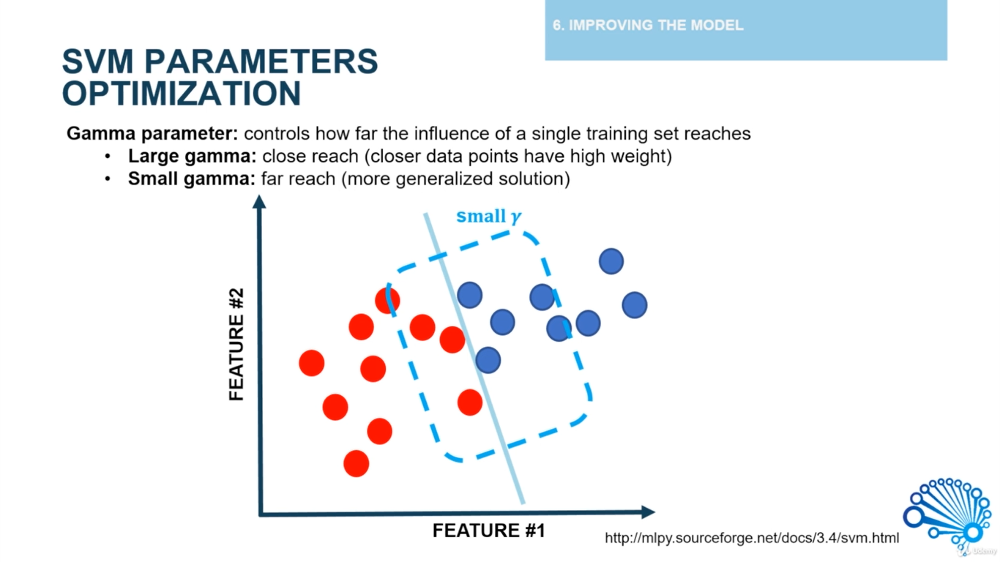 6. IMPROVING THE MODEL
SVM PARAMETERS
OPTIMIZATION
Gamma parameter: controls how far the influence of a single training set reaches
• Large gamma: close reach (closer data points have high weight)
• Small gamma: far reach (more generalized solution)
small γ
FEATURE #2
FEATURE #1
http://mlpy.sourceforge.net/docs/3.4/svm.html
Udemy